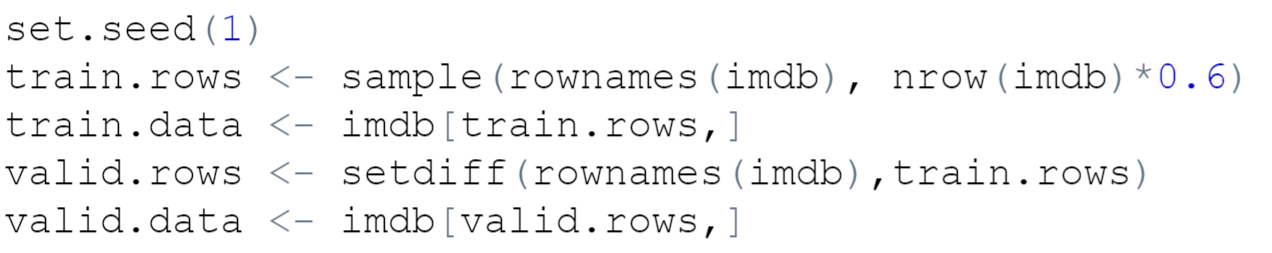 set.seed(1)
train.rows <- sample(rownames(imdb), nrow(imdb)*0.6)
train.data <- imdb[train.rows,]
valid.rows <- setdiff(rownames(imdb),train.rows)
valid.data <- imdb[valid.rows,]